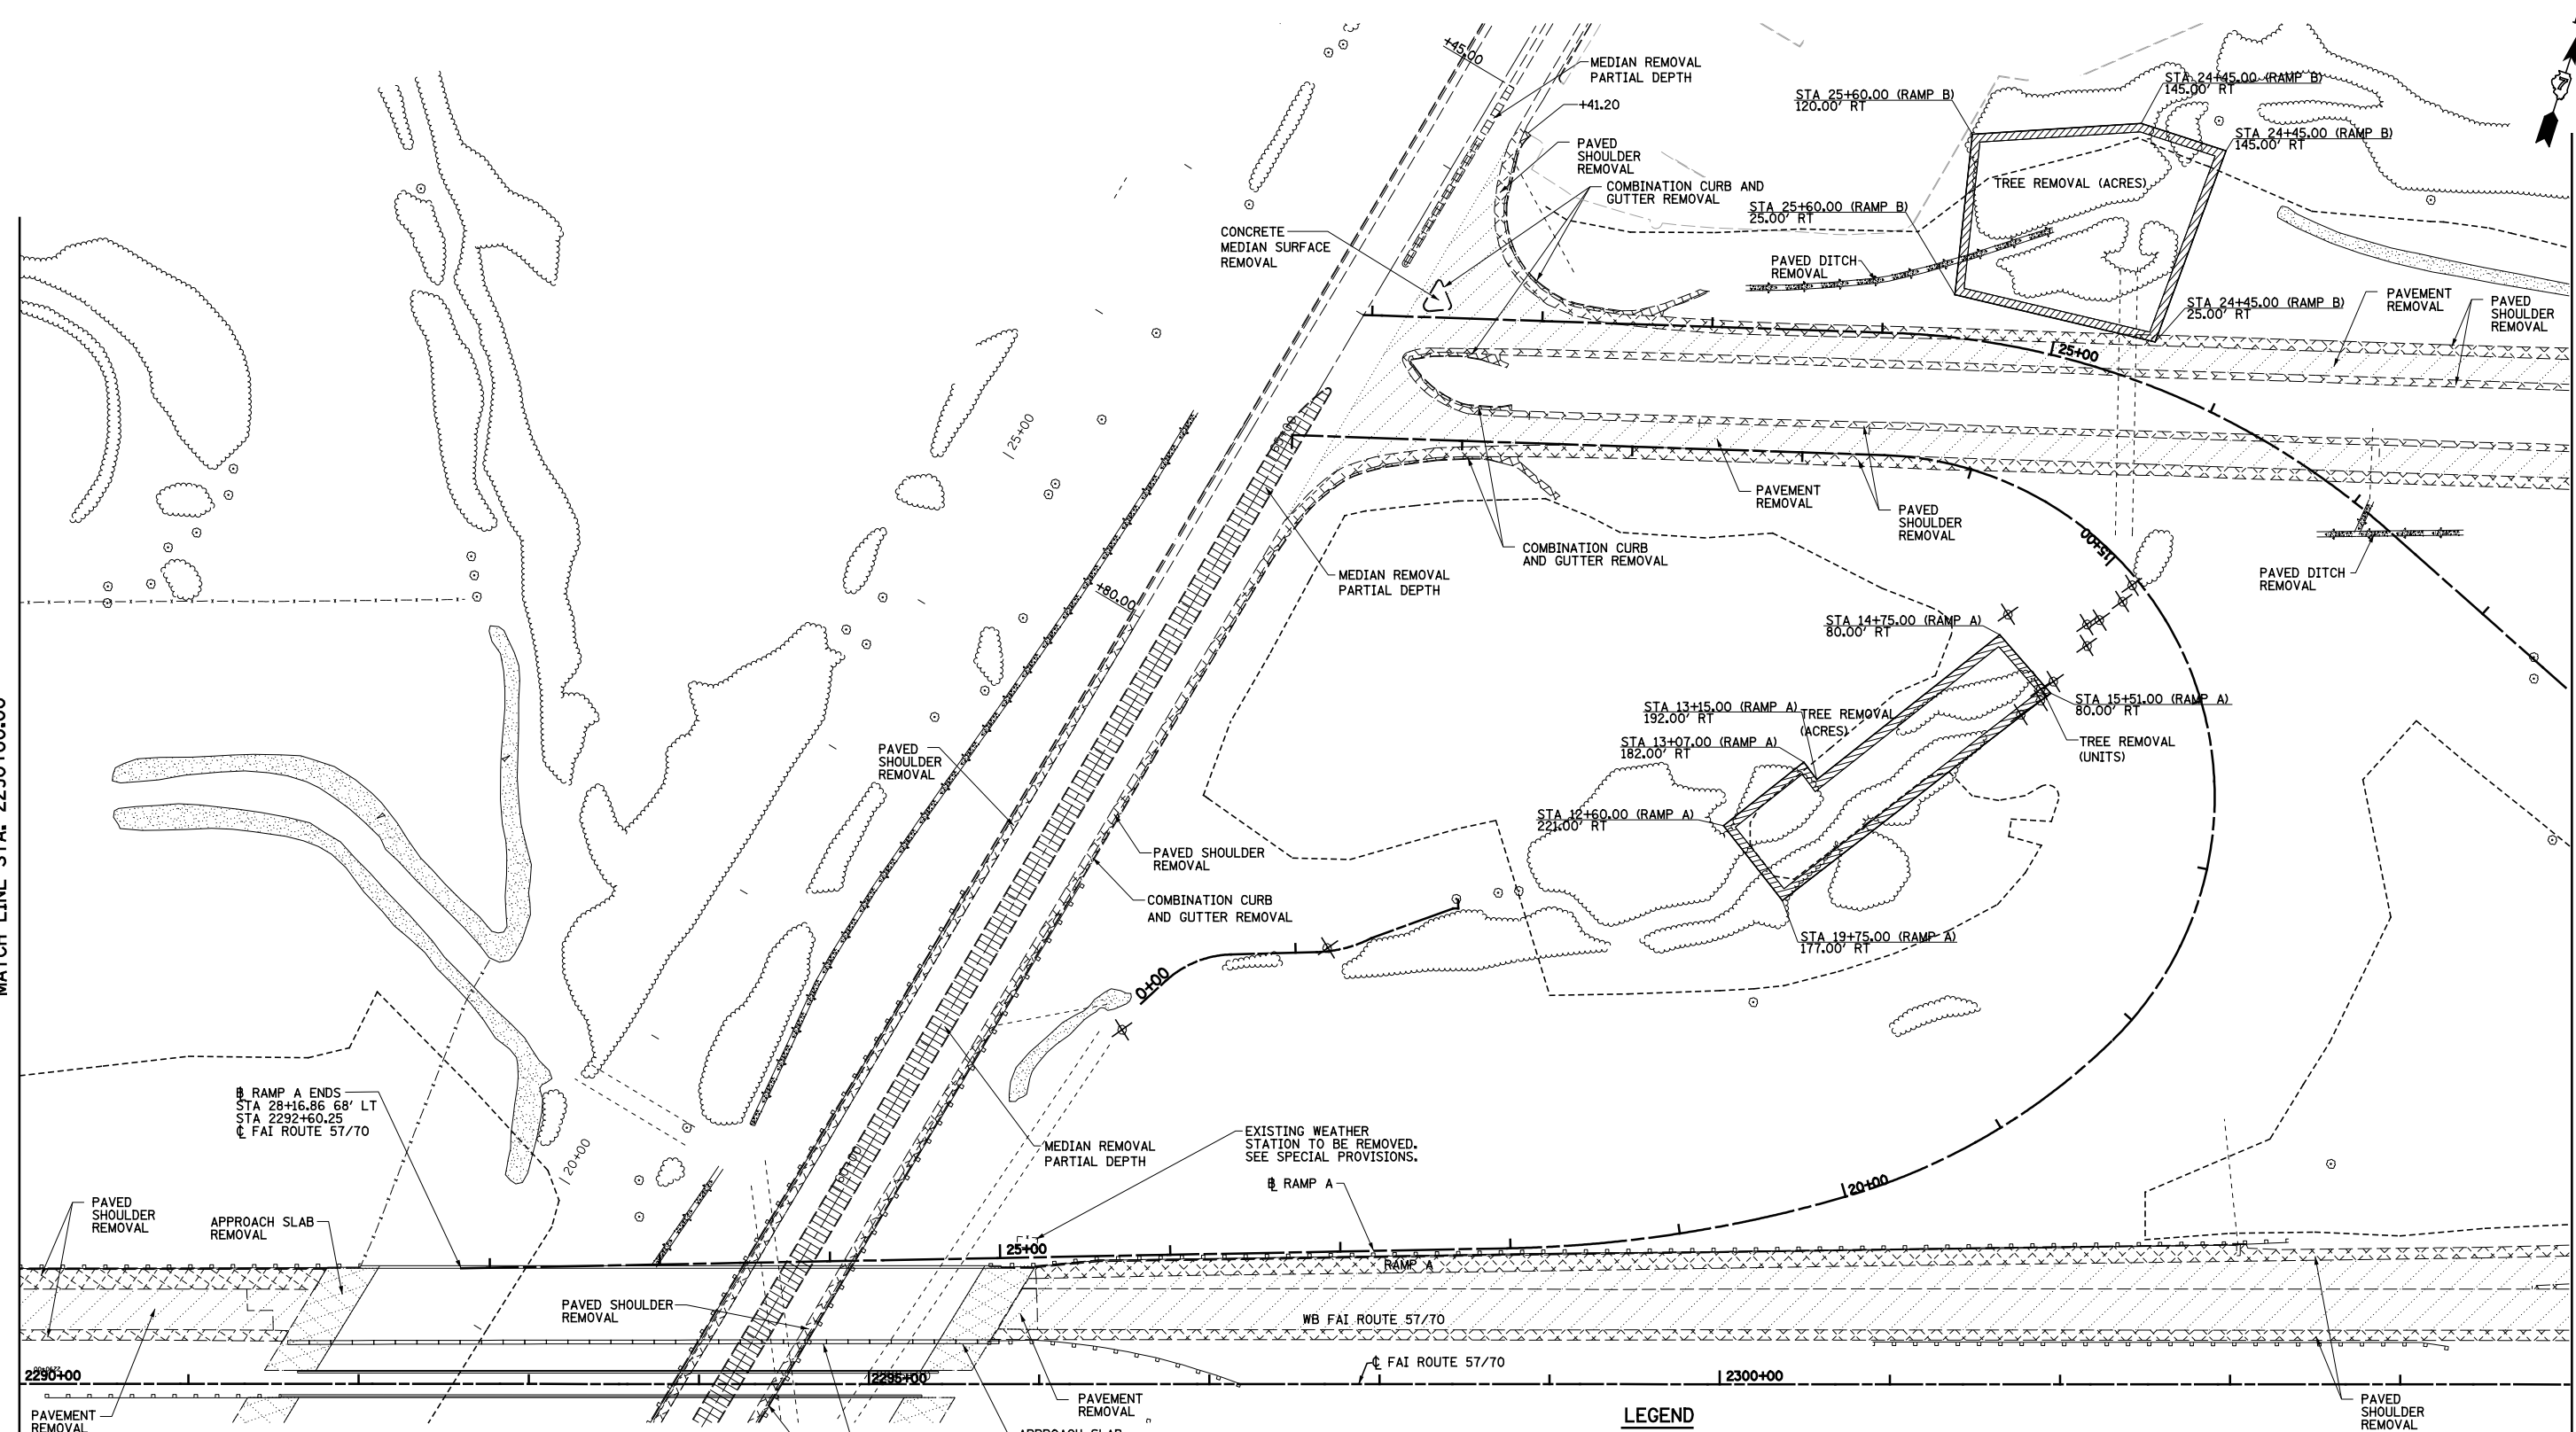 +45.00
MEDIAN REMOVAL
PARTIAL DEPTH
+41.20
PAVED
SHOULDER
REMOVAL
COMBINATION CURB AND
GUTTER REMOVAL
CONCRETE
MEDIAN SURFACE
REMOVAL
STA 25+60.00 (RAMP B)
120.00' RT
STA 24+45.00 (RAMP B)
145.00' RT
STA 24+45.00 (RAMP B)
145.00' RT
TREE REMOVAL (ACRES)
STA 25+60.00 (RAMP B)
25.00' RT
PAVED DITCH
REMOVAL
STA 24+45.00 (RAMP B)
25.00' RT
PAVEMENT
REMOVAL
PAVED
SHOULDER
REMOVAL
25+00
125+00
PAVEMENT
REMOVAL
PAVED
SHOULDER
REMOVAL
15+00
COMBINATION CURB
AND GUTTER REMOVAL
MEDIAN REMOVAL
PARTIAL DEPTH
PAVED DITCH
REMOVAL
+80.00
STA 14+75.00 (RAMP A)
80.00' RT
STA 15+51.00 (RAMP A)
80.00' RT
STA 13+15.00 (RAMP A)
192.00' RT
TREE REMOVAL
(ACRES)
STA 13+07.00 (RAMP A)
182.00' RT
TREE REMOVAL
(UNITS)
PAVED
SHOULDER
REMOVAL
STA 12+60.00 (RAMP A)
221.00' RT
PAVED SHOULDER
REMOVAL
COMBINATION CURB
AND GUTTER REMOVAL
STA 19+75.00 (RAMP A)
177.00' RT
0+00
℄ RAMP A ENDS
STA 28+16.86 68' LT
STA 2292+60.25
℄ FAI ROUTE 57/70
120+00
MEDIAN REMOVAL
PARTIAL DEPTH
EXISTING WEATHER
STATION TO BE REMOVED.
SEE SPECIAL PROVISIONS.
℄ RAMP A
20+00
PAVED
SHOULDER
REMOVAL
APPROACH SLAB
REMOVAL
25+00
RAMP A
PAVED SHOULDER
REMOVAL
WB FAI ROUTE 57/70
℄ FAI ROUTE 57/70
2290+00
2295+00
2300+00
PAVEMENT
REMOVAL
PAVEMENT
REMOVAL
PAVED
SHOULDER
REMOVAL
LEGEND